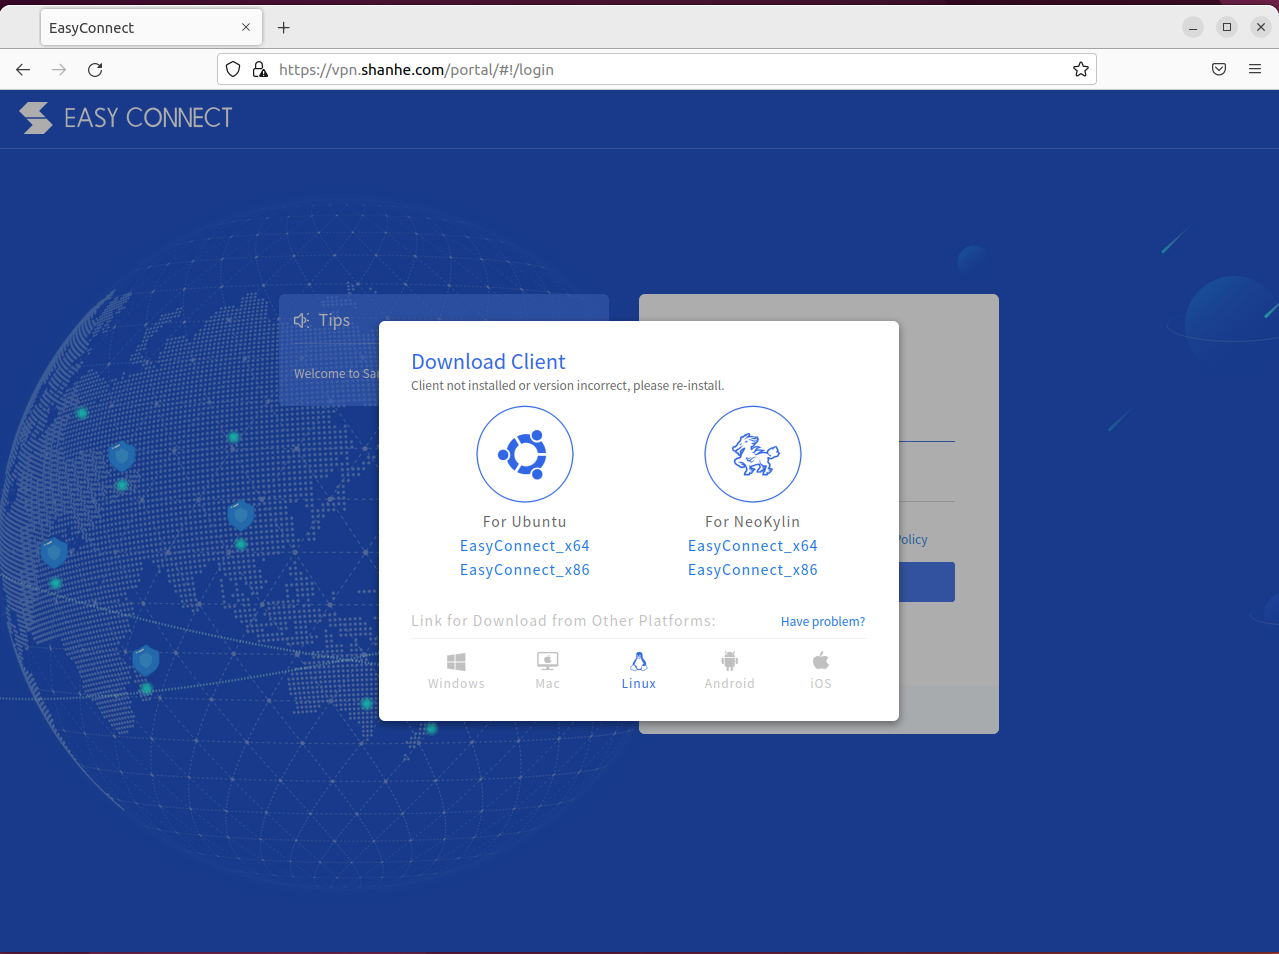 EasyConnect
https://vpn.shanhe.com/portal/#!/login
EASY CONNECT
Tips
Welcome to
Download Client
Client not installed or version incorrect, please re-install.
For Ubuntu
EasyConnect_x64
EasyConnect_x86
For NeoKylin
EasyConnect_x64
EasyConnect_x86
Policy
Link for Download from Other Platforms:
Have problem?
Windows
Mac
Linux
Android
iOS